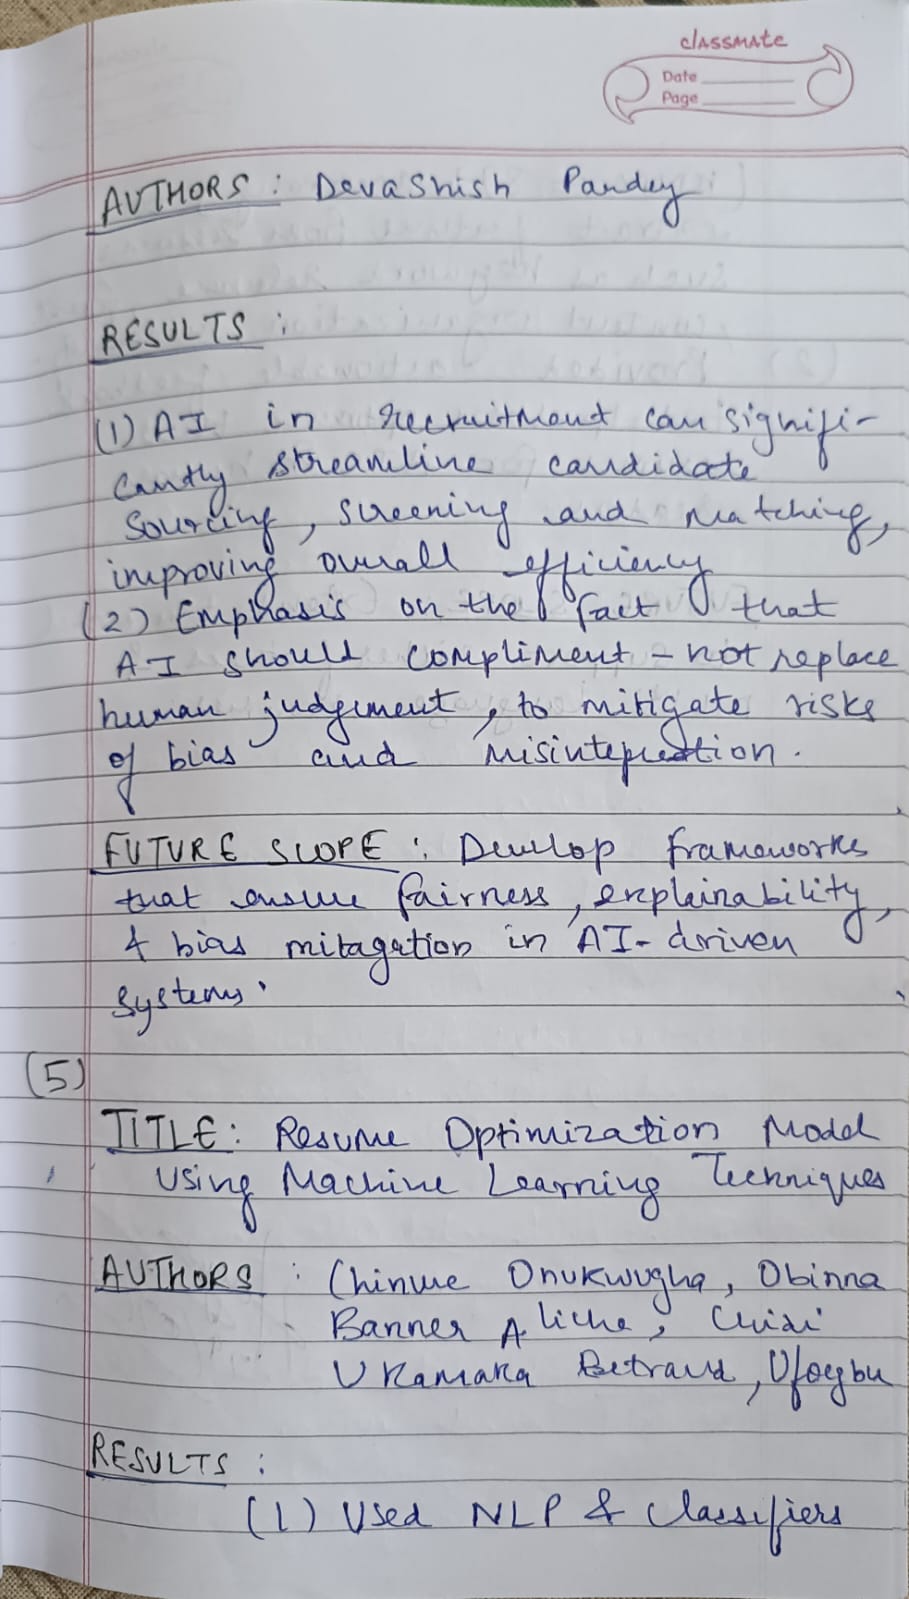 classmate
Date
Page
AUTHORS : Devashish Pandey
RESULTS :
(1) AI in recruitment can signifi-
cantly streamline candidate
sourcing, screening and matching,
improving overall efficiency
(2) Emphasis on the fact that
AI should compliment - not replace
human judgement, to mitigate risks
of bias and misintepretion.
FUTURE SCOPE : Develop frameworks
that ensure fairness, explainability,
& bias mitagation in AI-driven
systems.
(5)
TITLE: Resume Optimization Model
Using Machine Learning Techniques
AUTHORS : Chinwe Onukwugha, Obinna
Banner Aliche, Chidi
Ukamaka Betrand, Ufoegbu
RESULTS :
(1) Used NLP & Classifiers